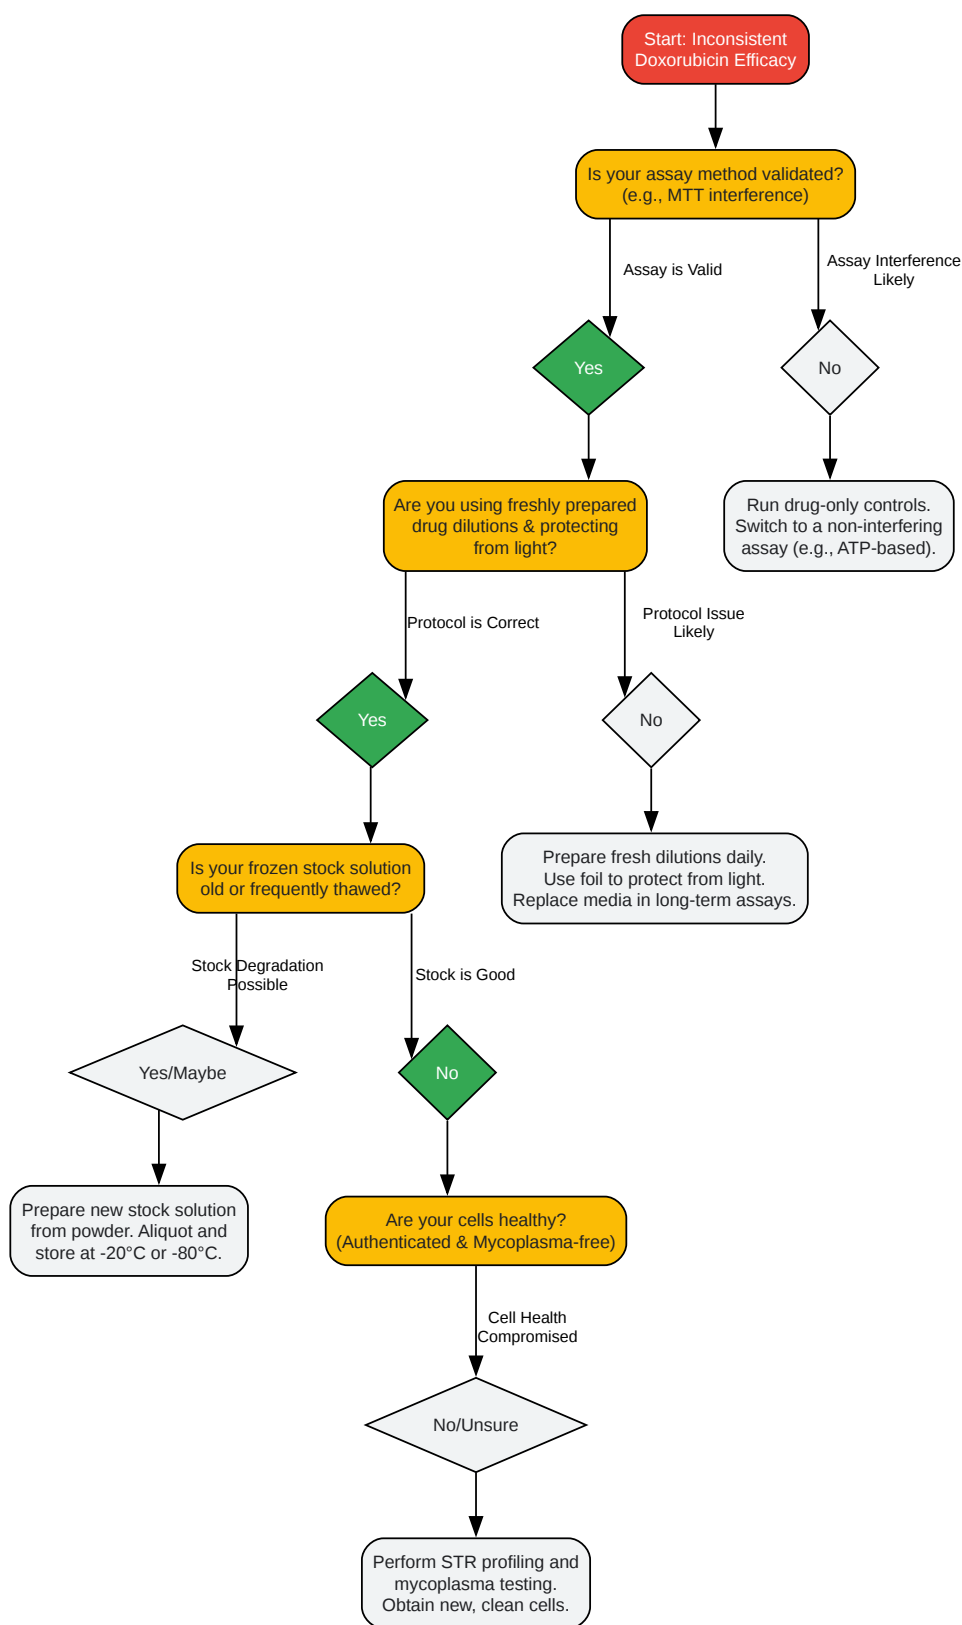 Start: Inconsistent
Doxorubicin Efficacy
Is your assay method validated?
(e.g., MTT interference)
Assay is Valid
Assay Interference
Likely
Yes
No
Are you using freshly prepared
drug dilutions & protecting
from light?
Run drug-only controls.
Switch to a non-interfering
assay (e.g., ATP-based).
Protocol is Correct
Protocol Issue
Likely
Yes
No
Is your frozen stock solution
old or frequently thawed?
Prepare fresh dilutions daily.
Use foil to protect from light.
Replace media in long-term assays.
Stock Degradation
Possible
Stock is Good
Yes/Maybe
No
Prepare new stock solution
from powder. Aliquot and
store at -20°C or -80°C.
Are your cells healthy?
(Authenticated & Mycoplasma-free)
Cell Health
Compromised
No/Unsure
Perform STR profiling and
mycoplasma testing.
Obtain new, clean cells.